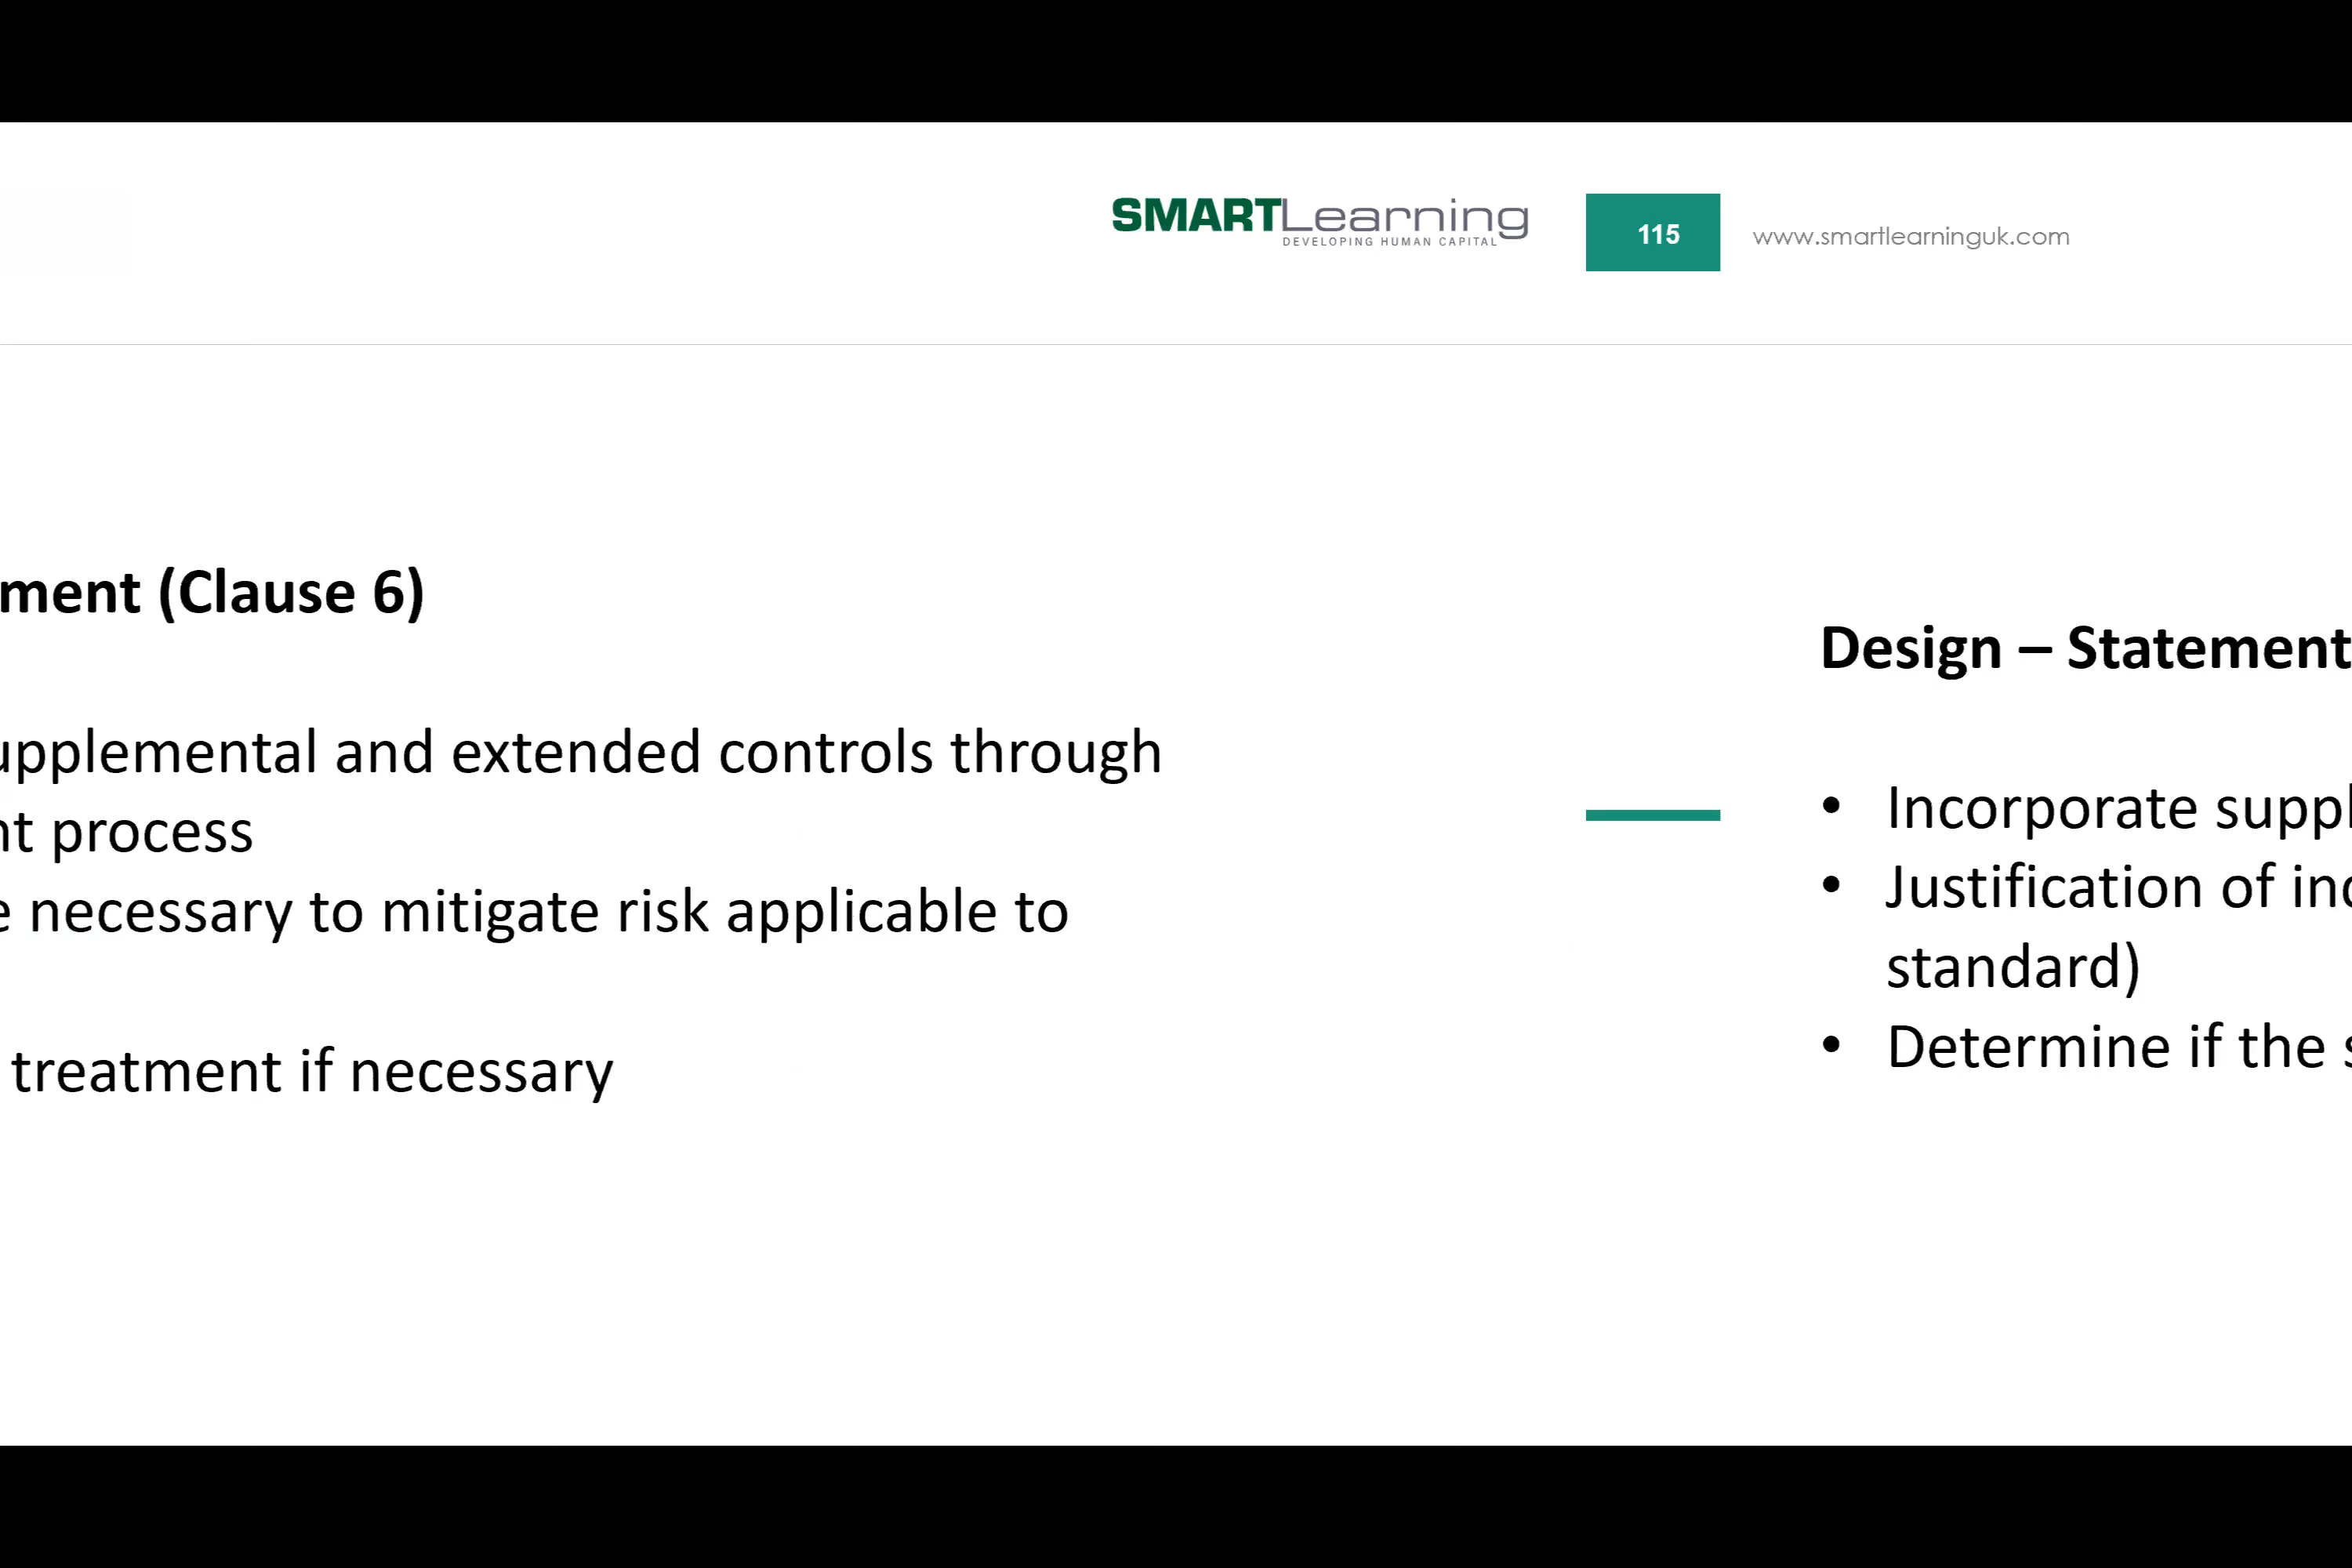 SMARTLearning
DEVELOPING HUMAN CAPITAL
115
www.smartlearninguk.com
ment (Clause 6)
upplemental and extended controls through
nt process
e necessary to mitigate risk applicable to
treatment if necessary
Design – Statement
• Incorporate suppl
• Justification of inc
standard)
• Determine if the s